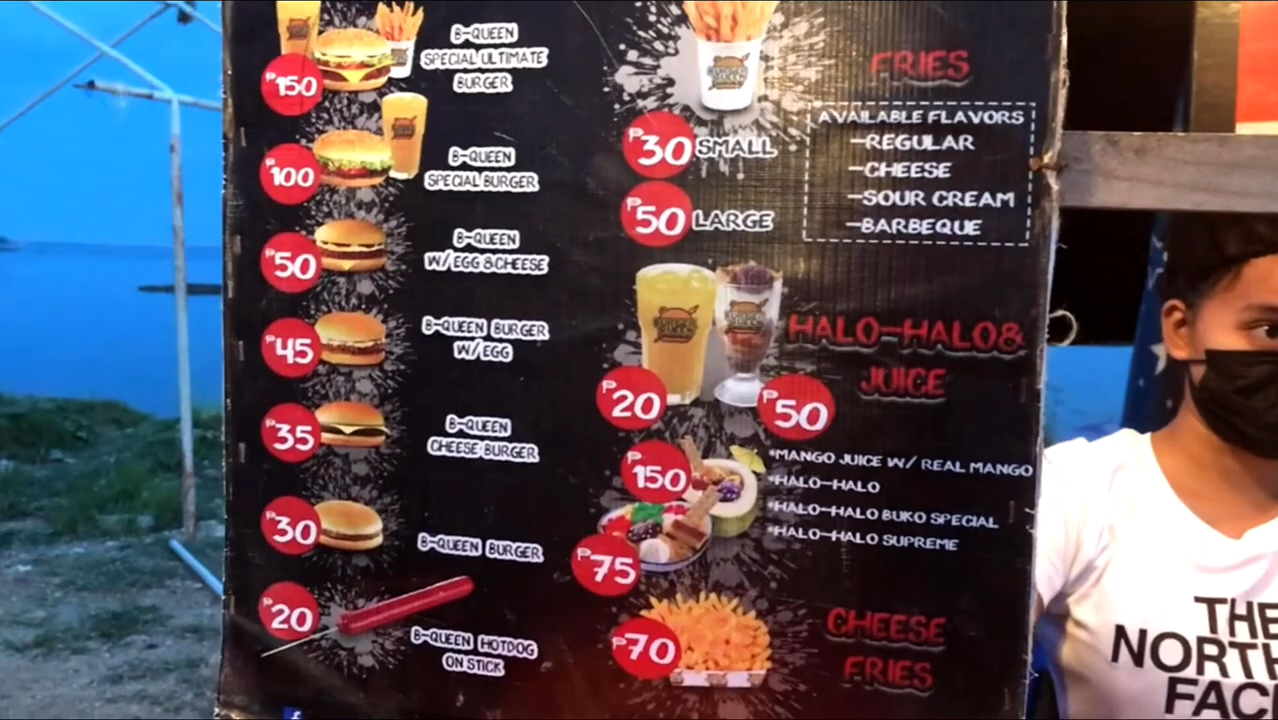 ₱150
B-QUEEN
SPECIAL ULTIMATE
BURGER
₱100
B-QUEEN
SPECIAL BURGER
₱50
B-QUEEN
W/EGG &CHEESE
₱45
B-QUEEN BURGER
W/EGG
₱35
B-QUEEN
CHEESE BURGER
₱30
B-QUEEN BURGER
₱20
B-QUEEN HOTDOG
ON STICK
FRIES
₱30 SMALL
₱50 LARGE
AVAILABLE FLAVORS
-REGULAR
-CHEESE
-SOUR CREAM
-BARBEQUE
HALO-HALO&
JUICE
₱20
₱50
₱150
₱75
*MANGO JUICE W/ REAL MANGO
*HALO-HALO
*HALO-HALO BUKO SPECIAL
*HALO-HALO SUPREME
₱70
CHEESE
FRIES
THE
NORTH
FAC